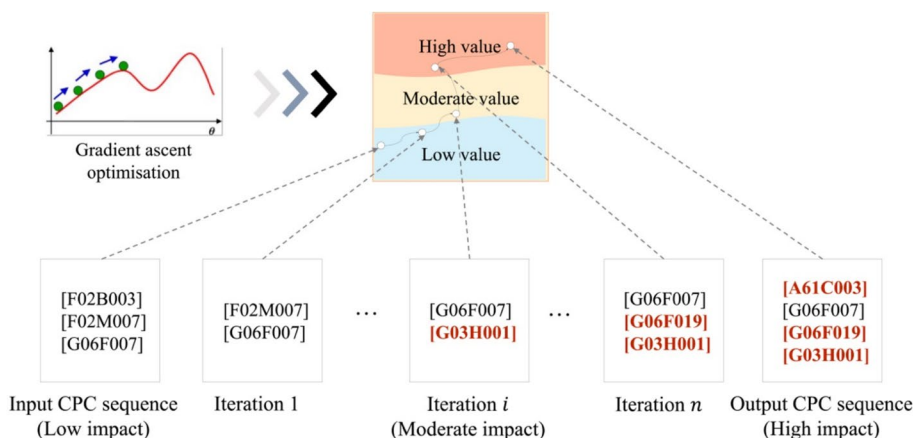 High value
Moderate value
Low value
θ
Gradient ascent
optimisation
[F02B003]
[F02M007]
[G06F007]
Input CPC sequence
(Low impact)
[F02M007]
[G06F007]
Iteration 1
...
[G06F007]
[G03H001]
Iteration i
(Moderate impact)
...
[G06F007]
[G06F019]
[G03H001]
Iteration n
[A61C003]
[G06F007]
[G06F019]
[G03H001]
Output CPC sequence
(High impact)